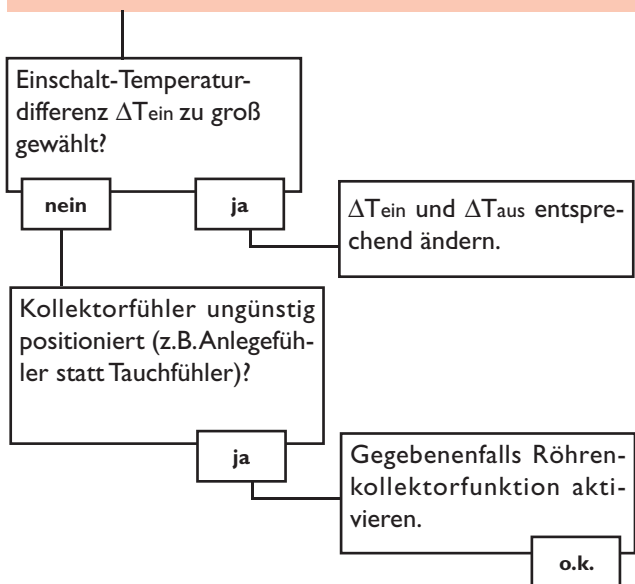 Einschalt-Temperatur-
differenz ΔTein zu groß
gewählt?
nein
ja
ΔTein und ΔTaus entspre-
chend ändern.
Kollektorfühler ungünstig
positioniert (z.B. Anlegefüh-
ler statt Tauchfühler)?
ja
Gegebenenfalls Röhren-
kollektorfunktion akti-
vieren.
o.k.